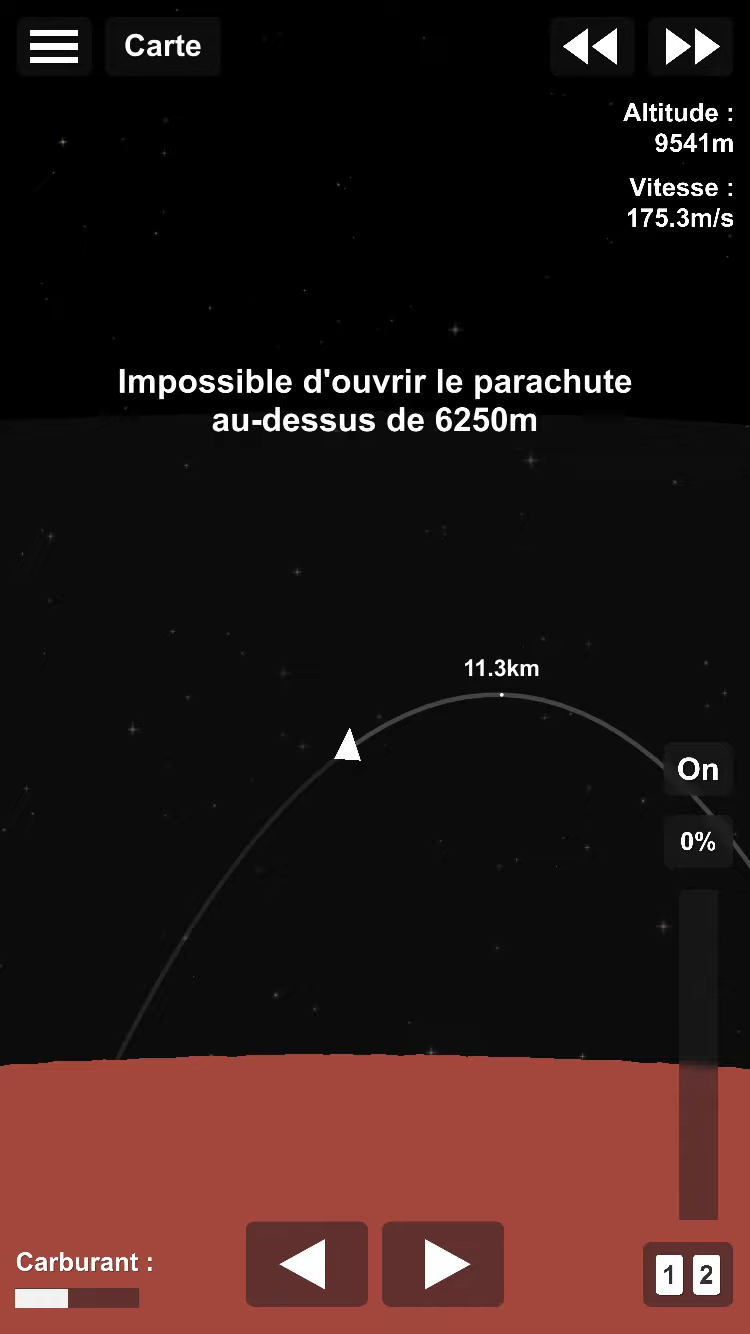 Carte
Altitude :
9541m
Vitesse :
175.3m/s
Impossible d'ouvrir le parachute
au-dessus de 6250m
11.3km
On
0%
Carburant :
1 2